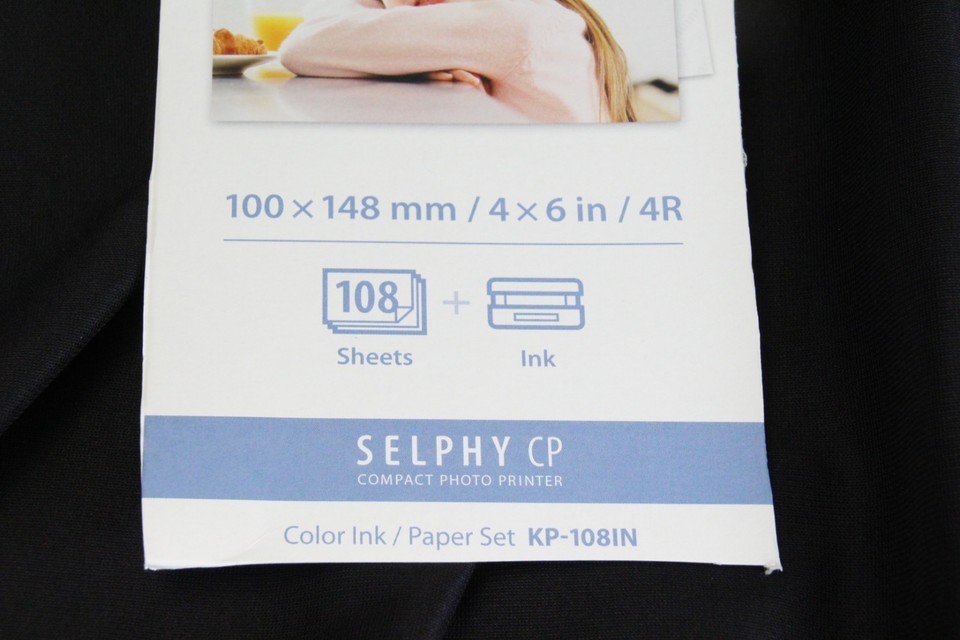 100 × 148 mm / 4 × 6 in / 4R
108 +
Sheets Ink
SELPHY CP
COMPACT PHOTO PRINTER
Color Ink / Paper Set KP-108IN